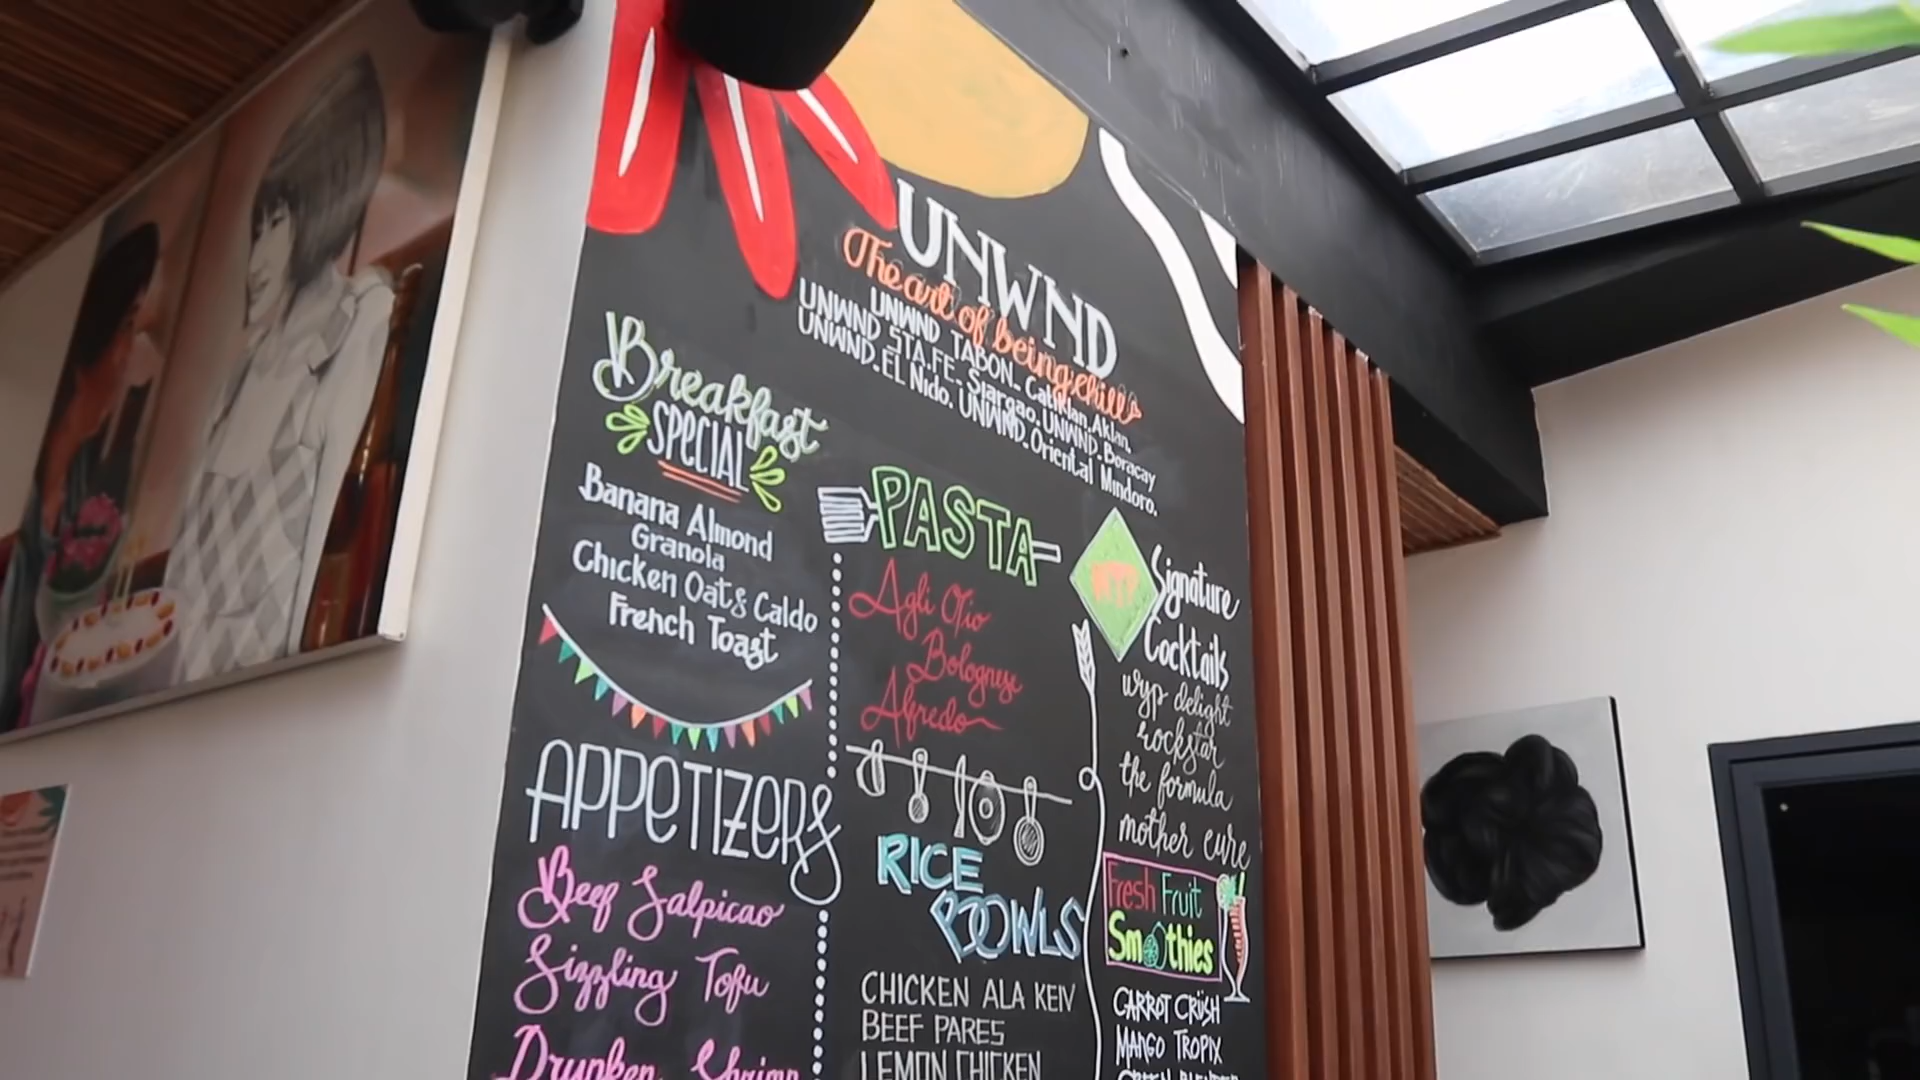 UNWND
The art of being chill
UNWND TABON. Caticlan, Aklan.
UNWND STA.FE. Siargao. UNWND. Boracay
UNWND. EL Nido. UNWND. Oriental Mindoro.
Breakfast
SPECIAL
Banana Almond
Granola
Chicken Oats Caldo
French Toast
APPETIZERS
Beef Salpicao
Sizzling Tofu
Drunken Shrimp
PASTA
Agli Olio
Bolognese
Alfredo
RICE
BOWLS
CHICKEN ALA KEIV
BEEF PARES
LEMON CHICKEN
Signature
Cocktails
wyp delight
rockstar
the formula
mother cure
Fresh Fruit
Smoothies
CARROT CRUSH
MANGO TROPIX